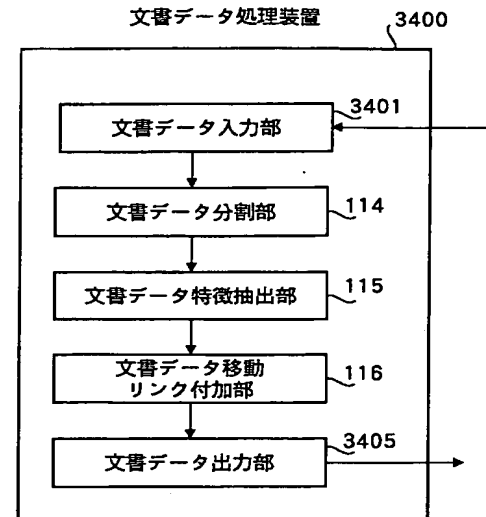 文書データ処理装置
3400
3401
文書データ入力部
文書データ分割部
114
文書データ特徴抽出部
115
文書データ移動
リンク付加部
116
3405
文書データ出力部